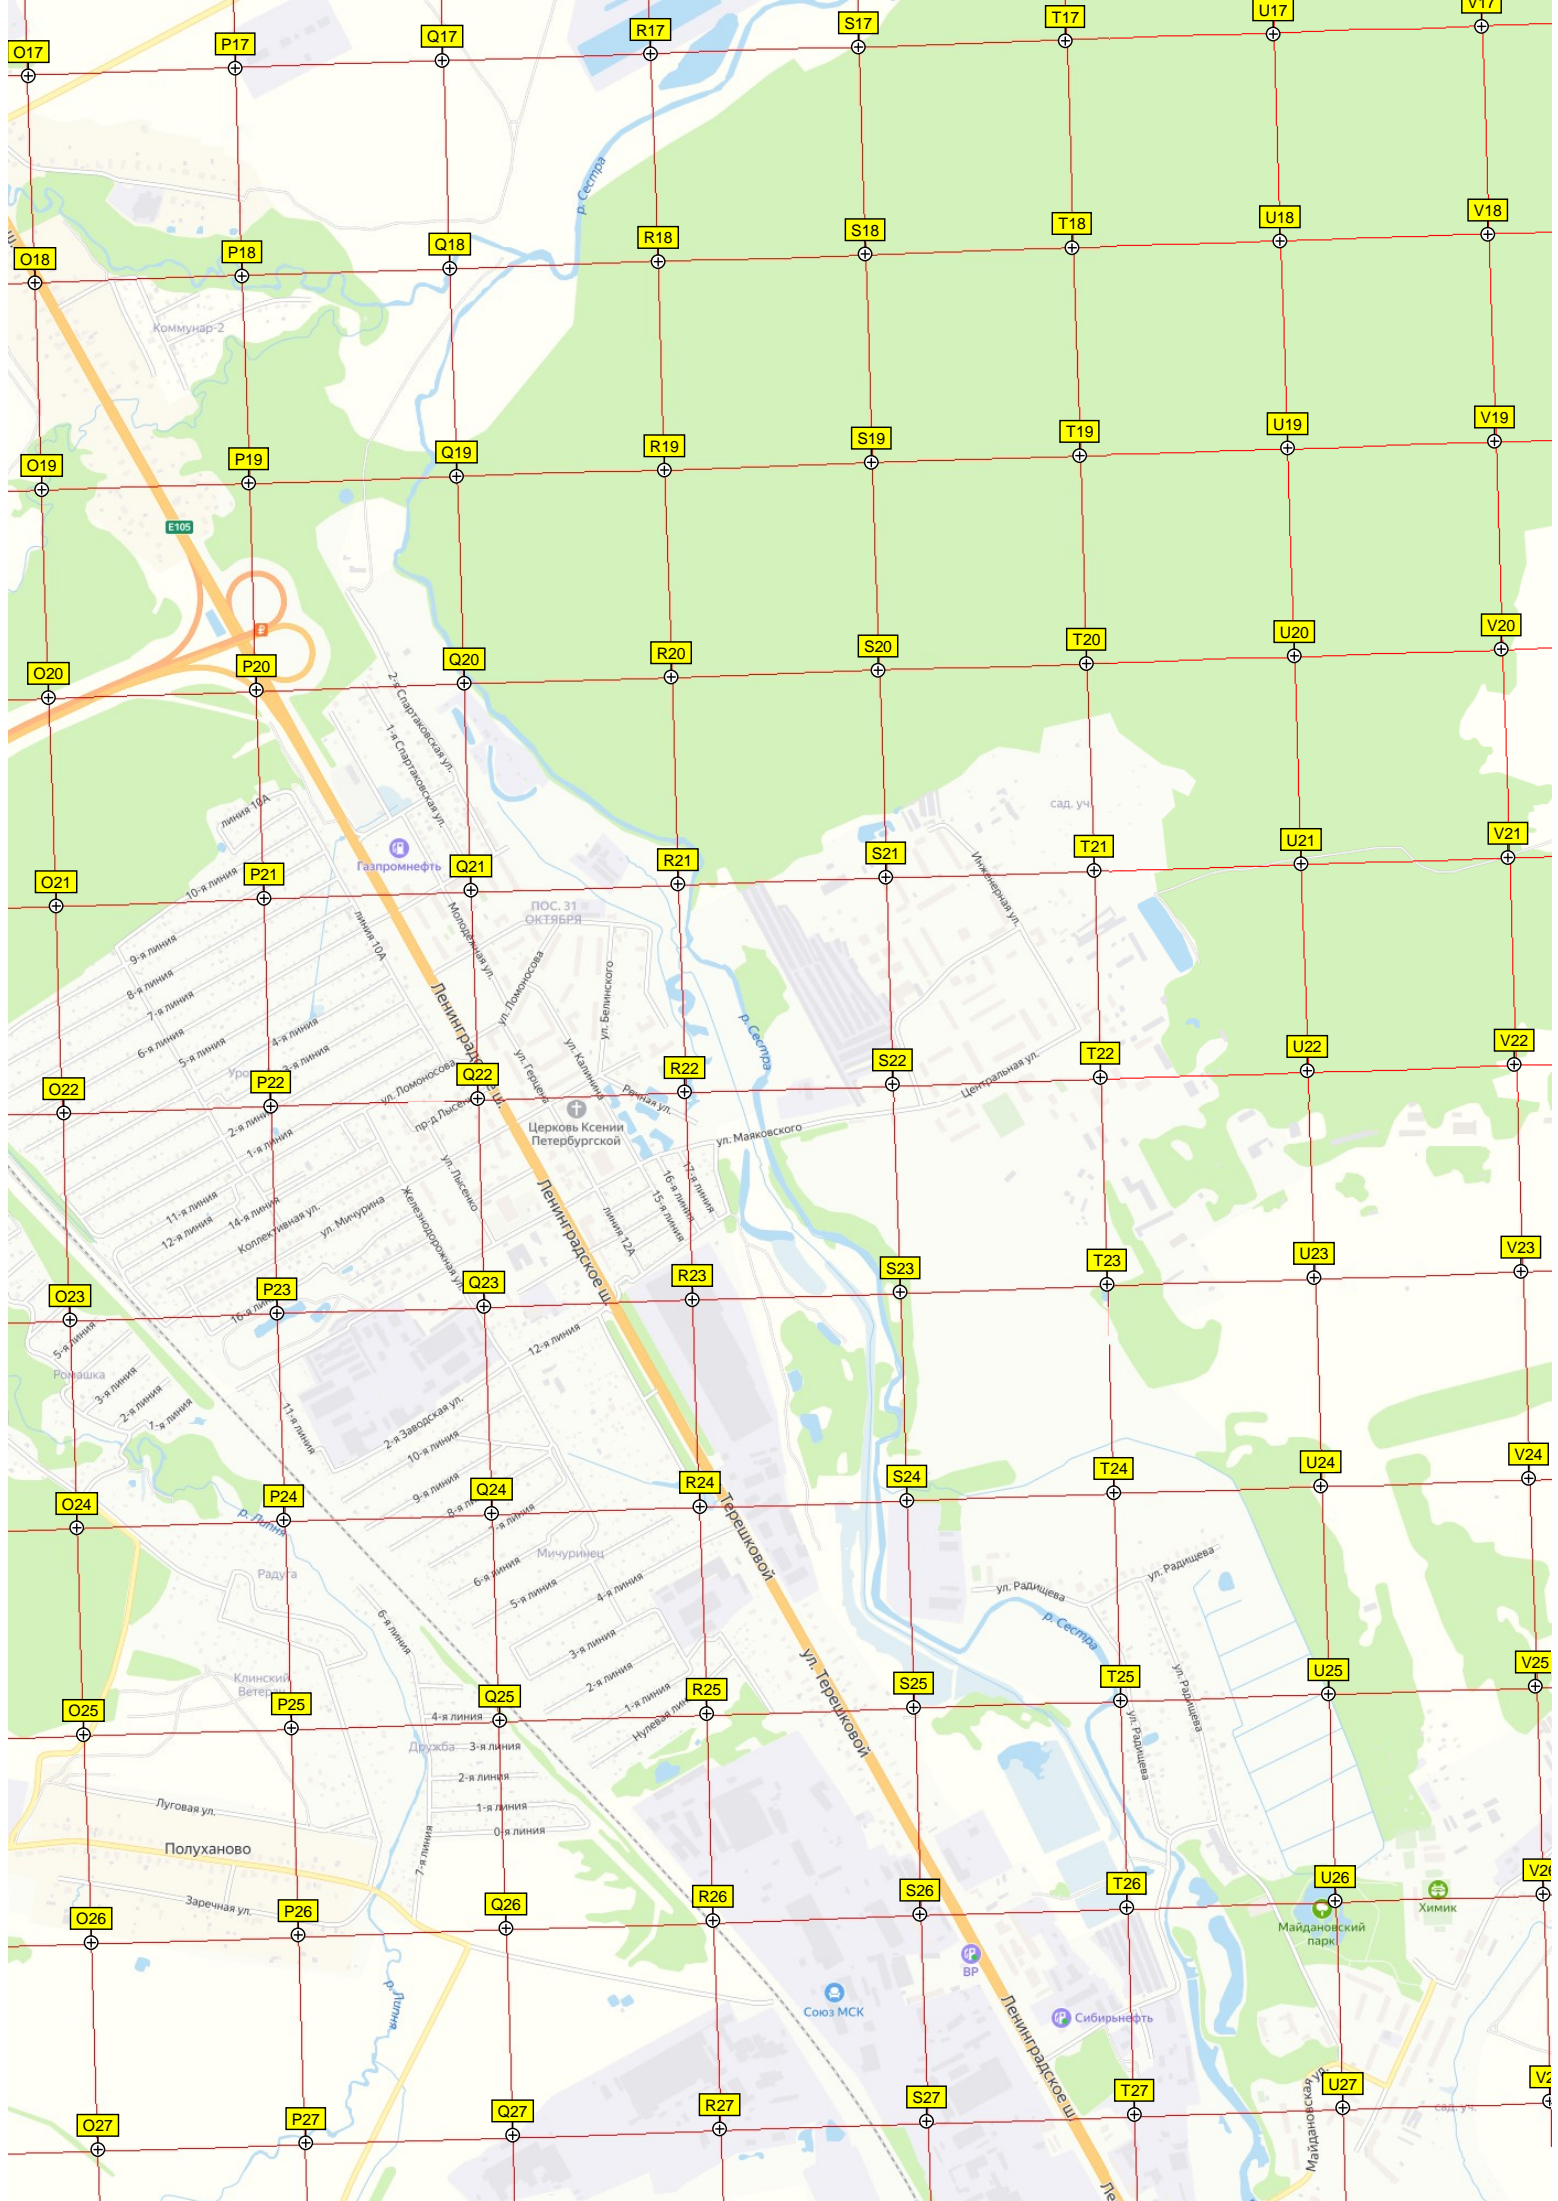 O17
P17
Q17
R17
S17
T17
U17
V17
р. Сестра
O18
P18
Q18
R18
S18
T18
U18
V18
Коммунар-2
O19
P19
Q19
R19
S19
T19
U19
V19
E105
O20
P20
Q20
R20
S20
T20
U20
V20
2-я Спартаковская ул.
1-я Спартаковская ул.
линия 10А
сад. уч.
Газпромнефть
O21
P21
Q21
R21
S21
T21
U21
V21
10-я линия
Инженерная ул.
ПОС. 31
ОКТЯБРЯ
Молодёжная ул.
линия 10А
9-я линия
8-я линия
7-я линия
6-я линия
5-я линия
4-я линия
3-я линия
ул. Ломоносова
ул. Белинского
р. Сестра
O22
P22
Q22
R22
S22
T22
U22
V22
ул. Ломоносова
ул. Герцена
ул. Калинина
Речная ул.
Центральная ул.
2-я линия
1-я линия
Церковь Ксении
Петербургской
ул. Маяковского
ул. Лысенко
11-я линия
12-я линия
14-я линия
Коллективная ул.
ул. Мичурина
Железнодорожная ул.
Ленинградское ш.
линия 12А
15-я линия
16-я линия
17-я линия
O23
P23
Q23
R23
S23
T23
U23
V23
5-я линия
12-я линия
Ромашка
3-я линия
2-я линия
1-я линия
11-я линия
2-я Заводская ул.
10-я линия
9-я линия
O24
P24
Q24
R24
S24
T24
U24
V24
7-я линия
р. Липня
Терешковой
Мичуринец
Радуга
6-я линия
5-я линия
4-я линия
6-я линия
3-я линия
2-я линия
1-я линия
ул. Радищева
ул. Радищева
р. Сестра
ул. Терешковой
ул. Радищева
ул. Радищева
Клинский
O25
P25
Q25
R25
S25
T25
U25
V25
4-я линия
Дружба
3-я линия
2-я линия
1-я линия
0-я линия
7-я линия
Луговая ул.
Полуханово
Заречная ул.
O26
P26
Q26
R26
S26
T26
U26
Химик
Майдановский
парк
ВР
р. Липня
Союз МСК
Сибирьнефть
Ленинградское ш.
Майдановская ул.
сад. уч.
O27
P27
Q27
R27
S27
T27
U27